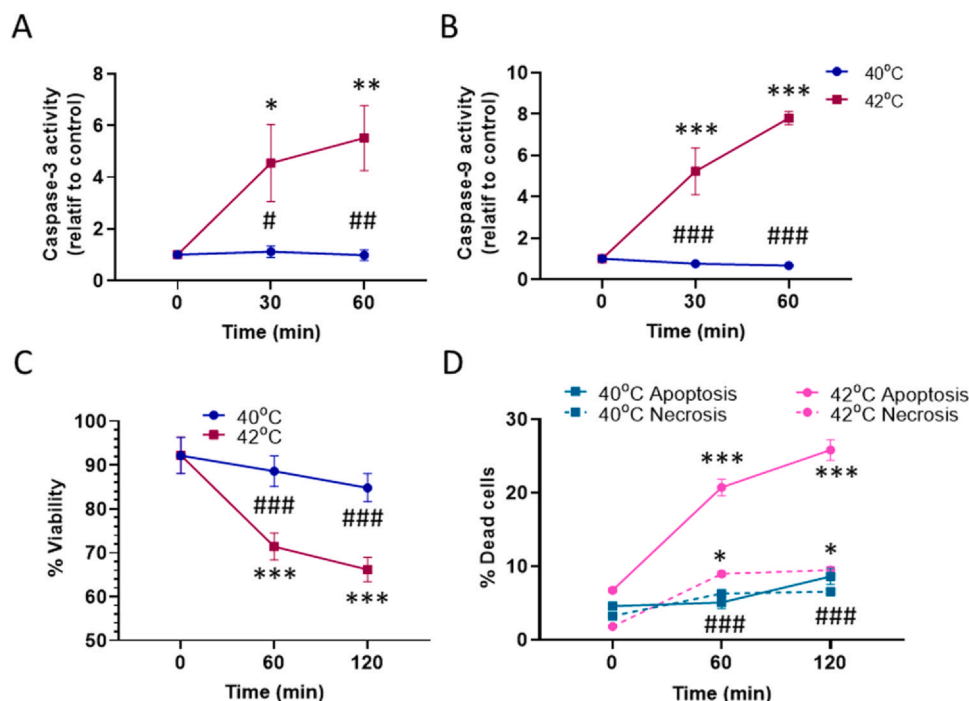 A
Caspase-3 activity
(relatif to control)
8
6
4
2
0
*
**
#
##
0 30 60
Time (min)
B
Caspase-9 activity
(relatif to control)
10
8
6
4
2
0
***
***
###
###
0 30 60
Time (min)
40°C
42°C
C
% Viability
100
90
80
70
60
50
40°C
42°C
###
###
***
***
0 60 120
Time (min)
D
40°C Apoptosis
40°C Necrosis
42°C Apoptosis
42°C Necrosis
% Dead cells
30
20
10
0
***
***
*
*
###
###
0 60 120
Time (min)